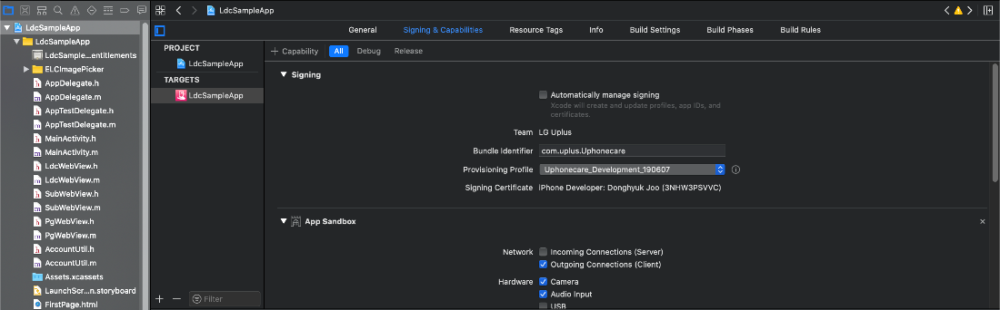 LdcSampleApp
LdcSampleApp
LdcSample...entitlements
ELCImagePicker
AppDelegate.h
AppDelegate.m
AppTestDelegate.h
AppTestDelegate.m
MainActivity.h
MainActivity.m
LdcWebView.h
LdcWebView.m
SubWebView.h
SubWebView.m
PgWebView.h
PgWebView.m
AccountUtil.h
AccountUtil.m
Assets.xcassets
LaunchScr...n.storyboard
FirstPage.html
LdcSampleApp
General Signing & Capabilities Resource Tags Info Build Settings Build Phases Build Rules
PROJECT
LdcSampleApp
TARGETS
LdcSampleApp
Filter
+ Capability All Debug Release
Signing
Automatically manage signing
Xcode will create and update profiles, app IDs, and
certificates.
Team LG Uplus
Bundle Identifier com.uplus.Uphonecare
Provisioning Profile Uphonecare_Development_190607
Signing Certificate iPhone Developer: Donghyuk Joo (3NHW3PSVVC)
App Sandbox
Network Incoming Connections (Server)
Outgoing Connections (Client)
Hardware Camera
Audio Input
USB